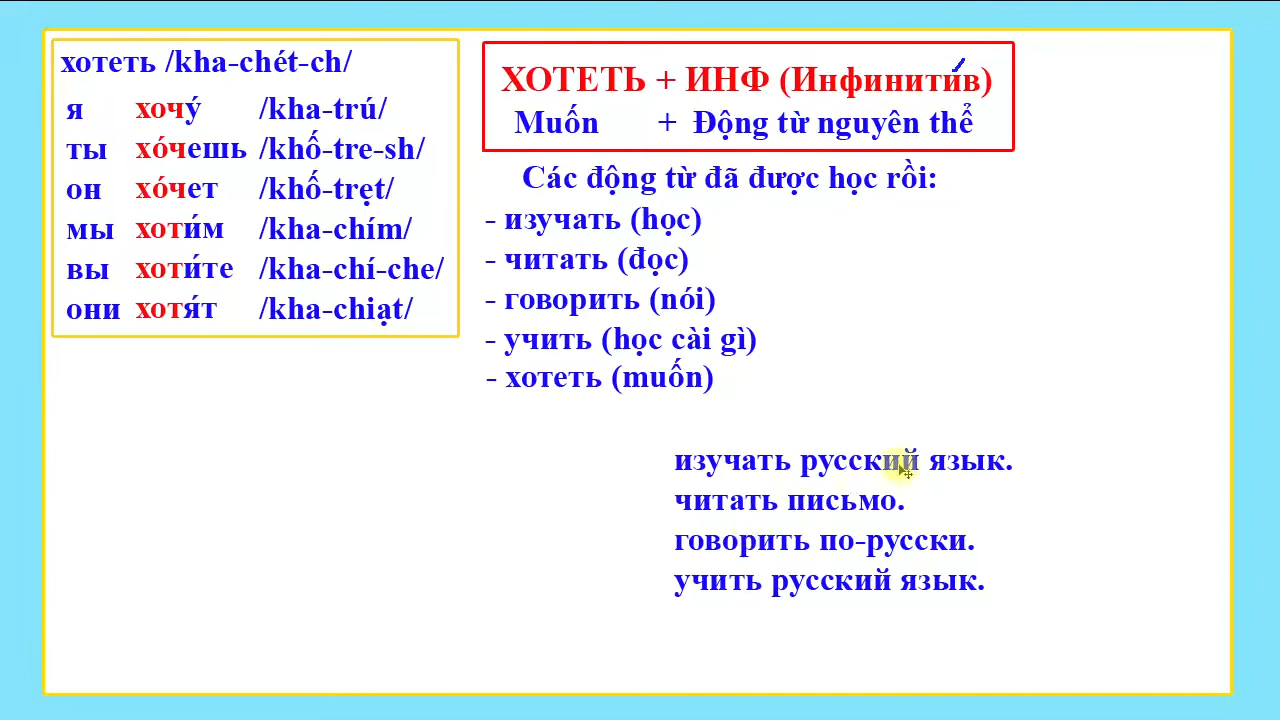 хотеть /kha-chét-ch/
я хочу́ /kha-trú/
ты хо́чешь /khố-tre-sh/
он хо́чет /khố-trẹt/
мы хоти́м /kha-chím/
вы хоти́те /kha-chí-che/
они хотя́т /kha-chiạt/
ХОТЕТЬ + ИНФ (Инфинити́в)
Muốn + Động từ nguyên thể
Các động từ đã được học rồi:
- изучать (học)
- читать (đọc)
- говорить (nói)
- учить (học cài gì)
- хотеть (muốn)
изучать русский язык.
читать письмо.
говорить по-русски.
учить русский язык.